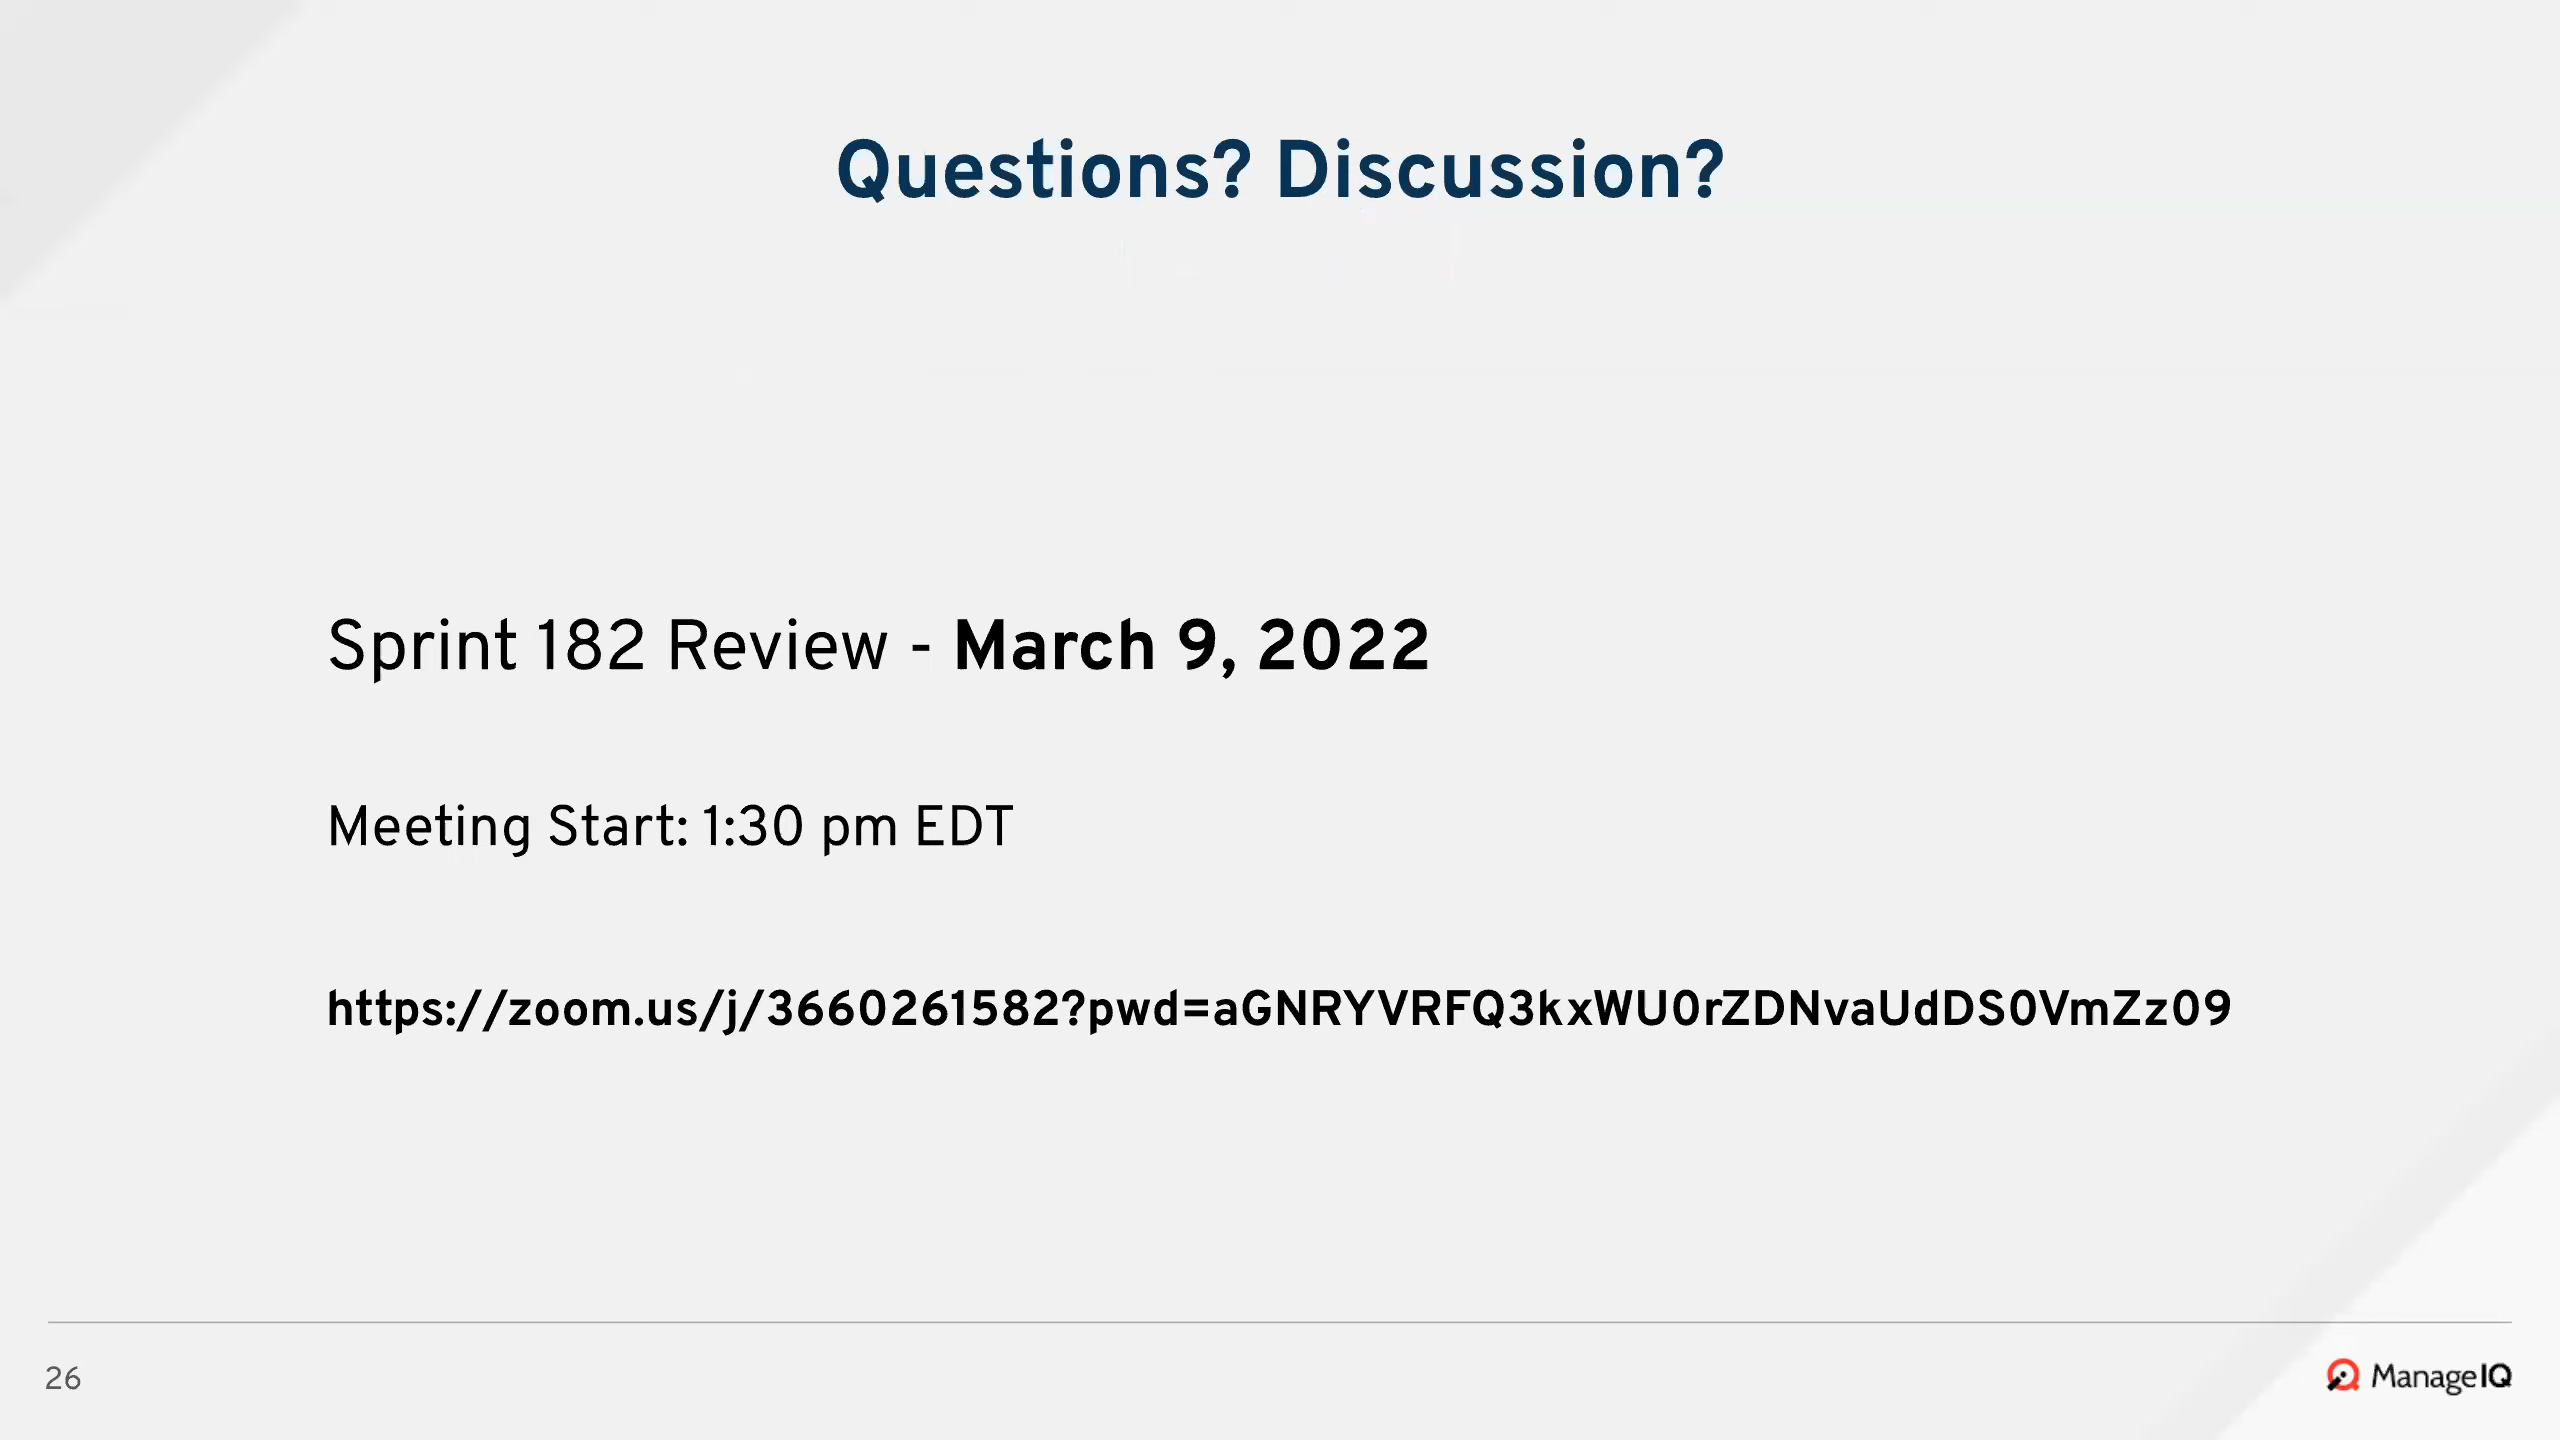 Questions? Discussion?
Sprint 182 Review - March 9, 2022
Meeting Start: 1:30 pm EDT
https://zoom.us/j/3660261582?pwd=aGNRYVRFQ3kxWU0rZDNvaUdDS0VmZz09
26
ManageIQ